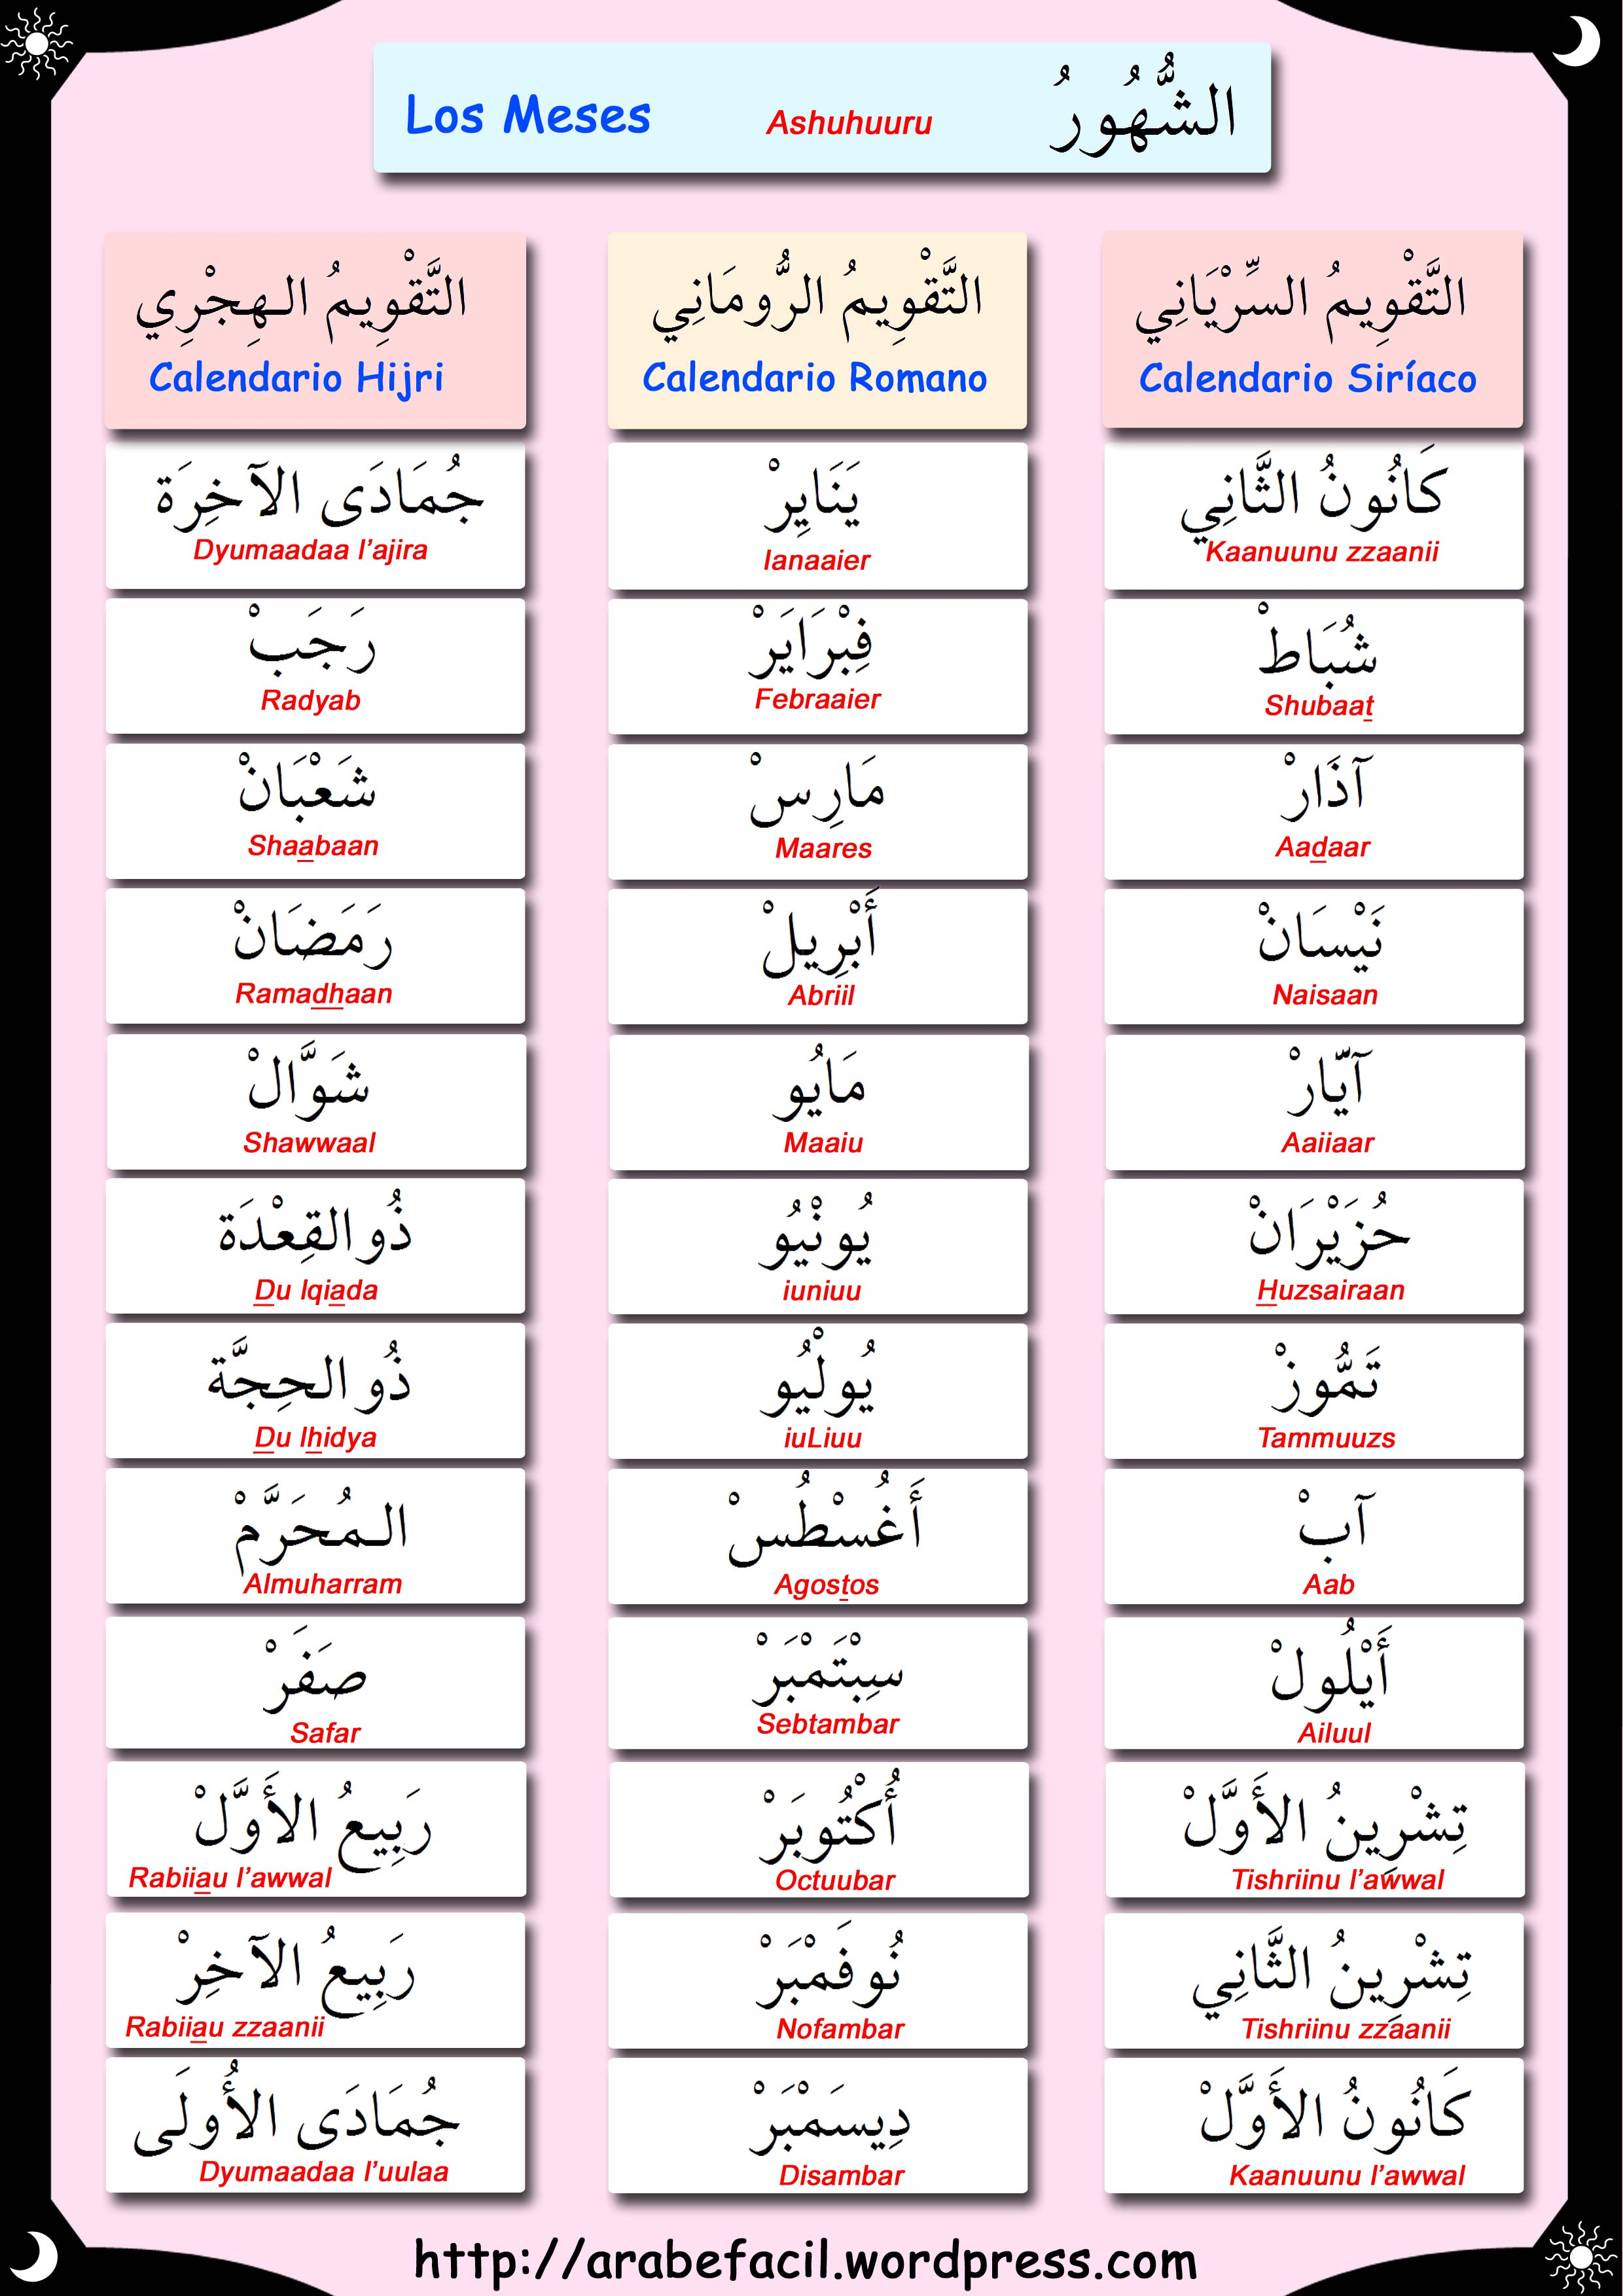 Los Meses Ashuhuuru الشُّهُورُ
التَّقْوِيمُ الـهِـجْرِي
Calendario Hijri
التَّقْوِيمُ الرُّومَانِي
Calendario Romano
التَّقْوِيمُ السِّرْيَانِي
Calendario Siríaco
جُمَادَى الآخِرَة
Dyumaadaa l’ajira
يَنَايِرْ
Ianaaier
كَانُونُ الثَّانِي
Kaanuunu zzaanii
رَجَبْ
Radyab
فِبْرَايَرْ
Febraaier
شُبَاطْ
Shubaat
شَعْبَانْ
Shaabaan
مَارِسْ
Maares
آذَارْ
Aadaar
رَمَضَانْ
Ramadhaan
أَبْرِيلْ
Abriil
نَيْسَانْ
Naisaan
شَوَّالْ
Shawwaal
مَايُو
Maaiu
آيّارْ
Aaiiaar
ذُو القِعْدَة
Du lqiada
يُونْيُو
iuniuu
حُزَيْرَانْ
Huzsairaan
ذُو الـحِجَّة
Du lhidya
يُولْيُو
iuLiuu
تَمُّوزْ
Tammuuzs
الـمُحَرَّمْ
Almuharram
أَغُسْطُسْ
Agostos
آبْ
Aab
صَفَرْ
Safar
سِبْتَمْبَرْ
Sebtambar
أَيْلُولْ
Ailuul
رَبِيعُ الأَوَّلْ
Rabiiau l’awwal
أُكْتُوبَرْ
Octuubar
تِشْرِينُ الأَوَّلْ
Tishriinu l’awwal
رَبِيعُ الآخِرْ
Rabiiau zzaanii
نُوفَمْبَرْ
Nofambar
تِشْرِينُ الثَّانِي
Tishriinu zzaanii
جُمَادَى الأُولَى
Dyumaadaa l’uulaa
دِيسَمْبَرْ
Disambar
كَانُونُ الأَوَّلْ
Kaanuunu l’awwal
http://arabefacil.wordpress.com